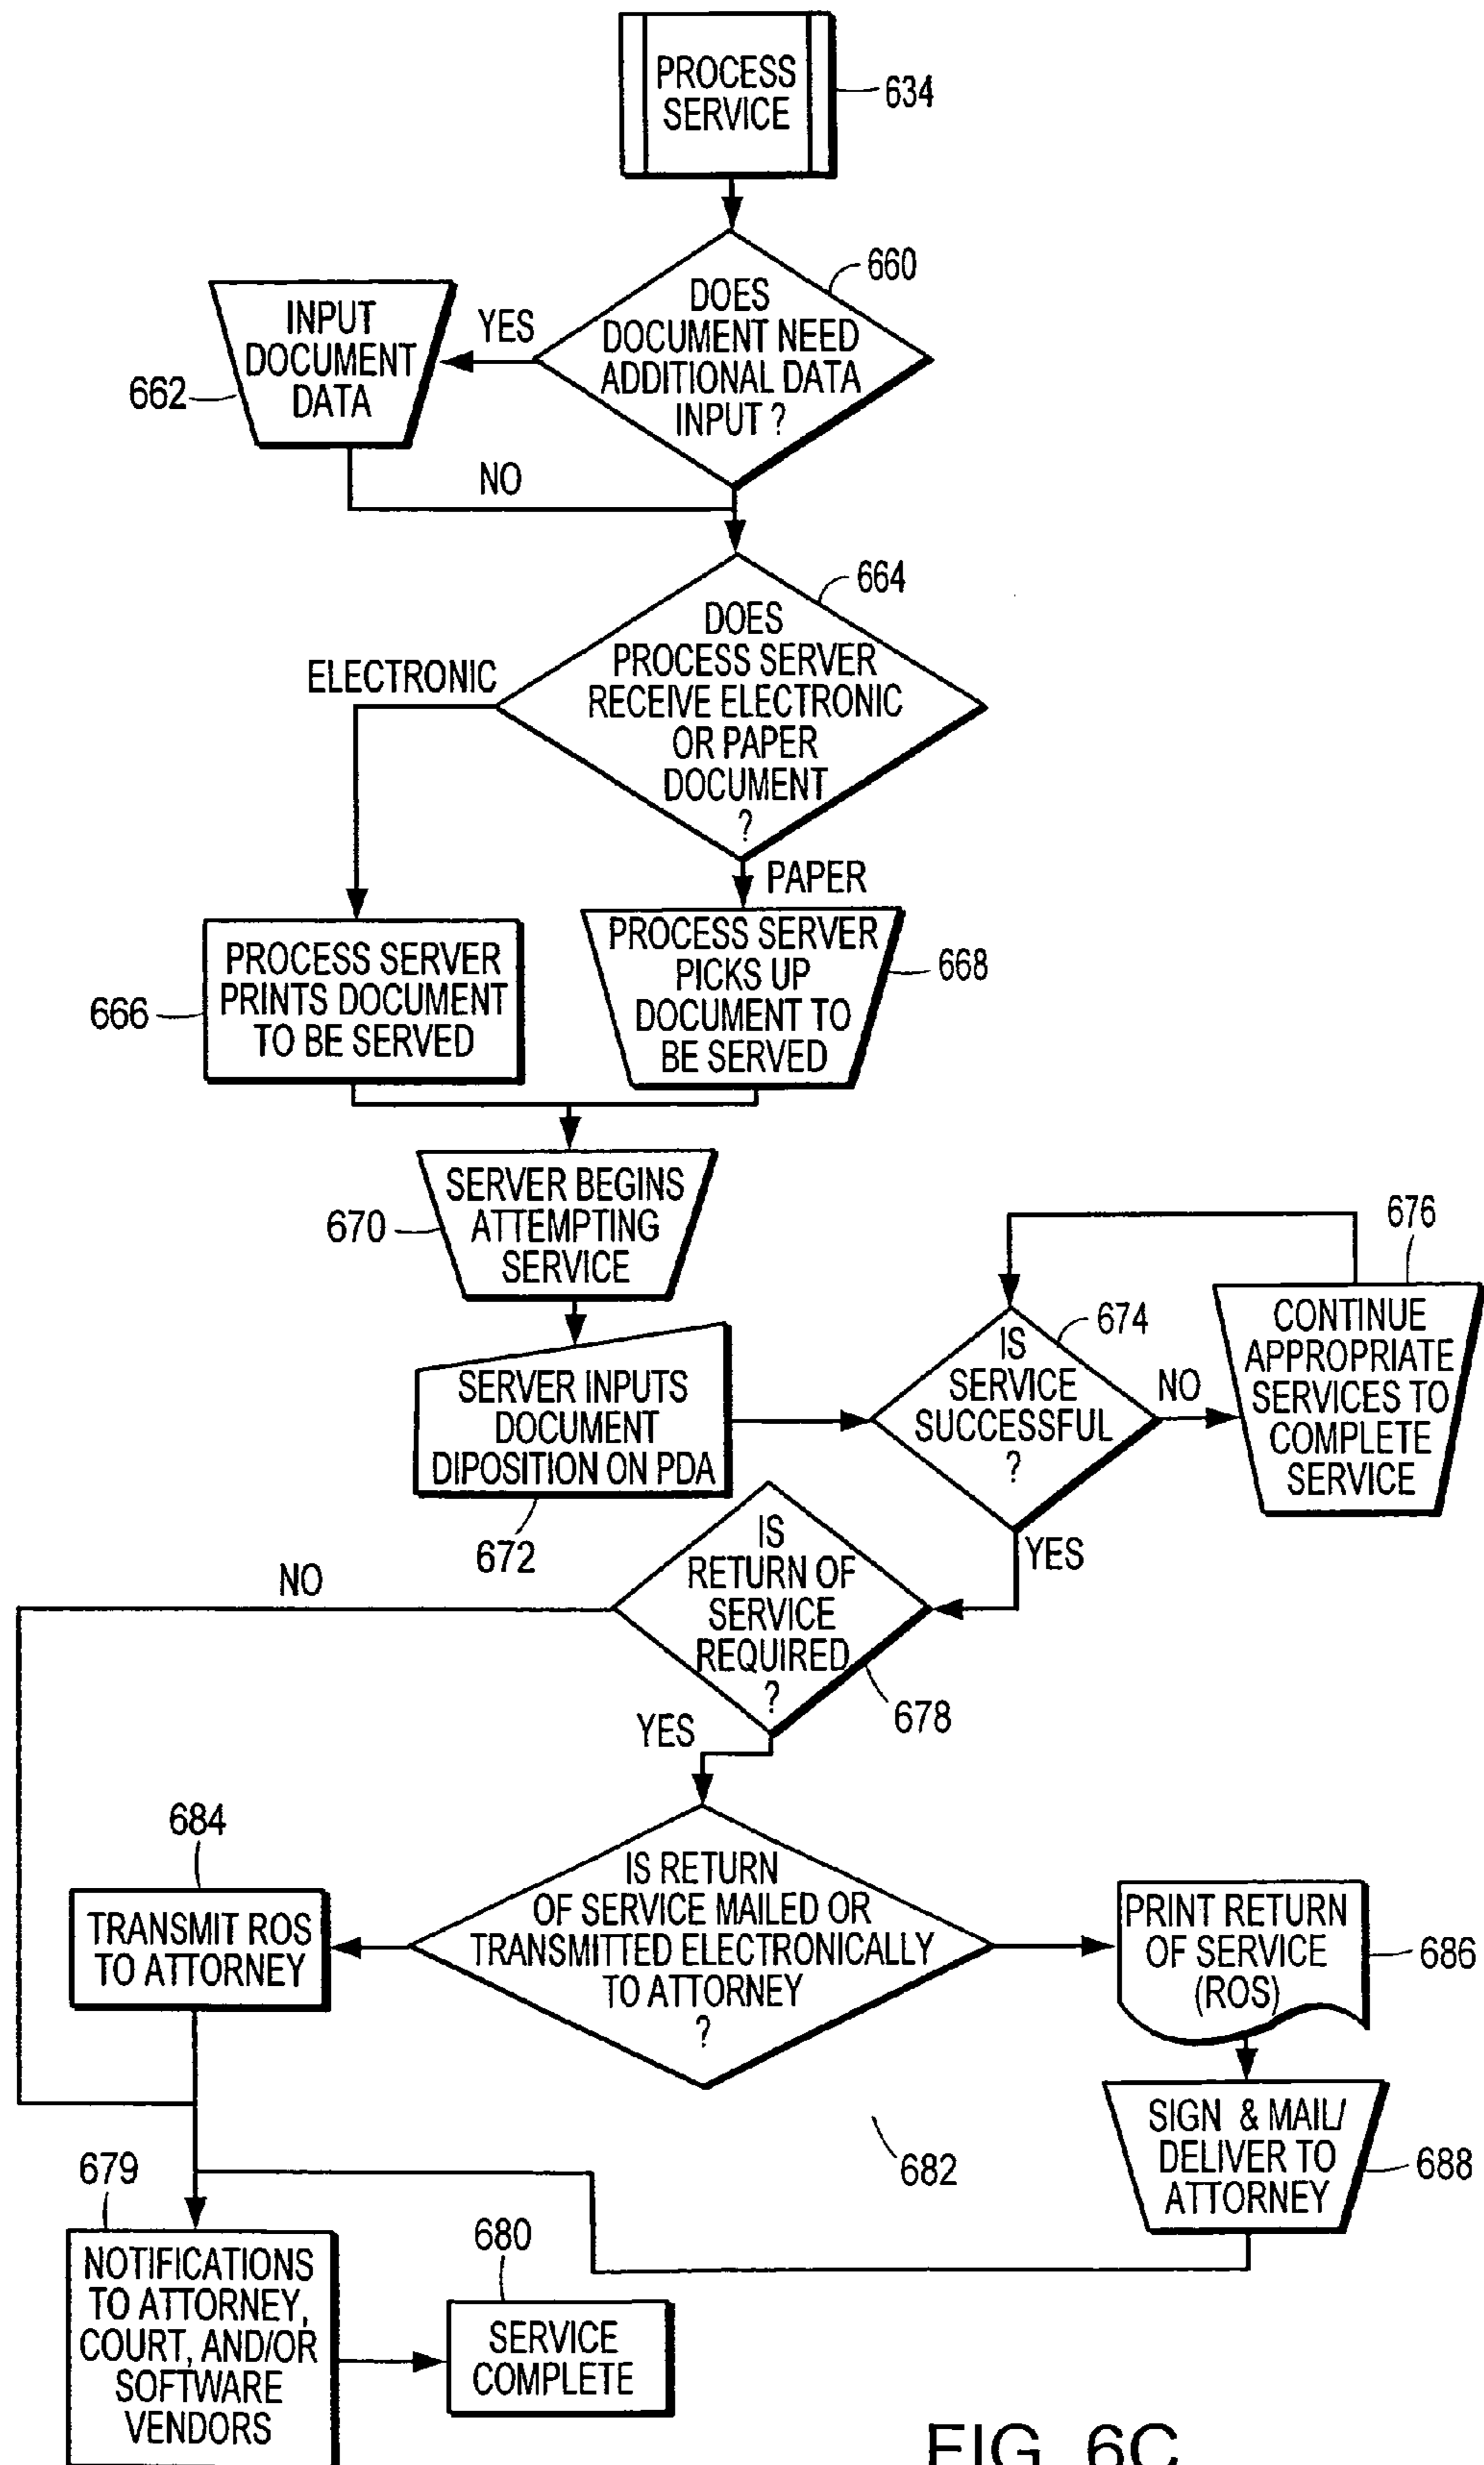 PROCESS
SERVICE
634
660
DOES
DOCUMENT NEED
ADDITIONAL DATA
INPUT ?
YES
INPUT
DOCUMENT
DATA
662
NO
664
DOES
PROCESS SERVER
RECEIVE ELECTRONIC
OR PAPER
DOCUMENT
?
ELECTRONIC
PAPER
PROCESS SERVER
PRINTS DOCUMENT
TO BE SERVED
666
PROCESS SERVER
PICKS UP
DOCUMENT TO
BE SERVED
668
SERVER BEGINS
ATTEMPTING
SERVICE
670
SERVER INPUTS
DOCUMENT
DIPOSITION ON PDA
672
674
IS
SERVICE
SUCCESSFUL
?
NO
676
CONTINUE
APPROPRIATE
SERVICES TO
COMPLETE
SERVICE
YES
IS
RETURN OF
SERVICE
REQUIRED
?
678
NO
YES
684
TRANSMIT ROS
TO ATTORNEY
IS RETURN
OF SERVICE MAILED OR
TRANSMITTED ELECTRONICALLY
TO ATTORNEY
?
682
PRINT RETURN
OF SERVICE
(ROS)
686
SIGN & MAIL/
DELIVER TO
ATTORNEY
688
679
NOTIFICATIONS
TO ATTORNEY,
COURT, AND/OR
SOFTWARE
VENDORS
680
SERVICE
COMPLETE
FIG. 6C